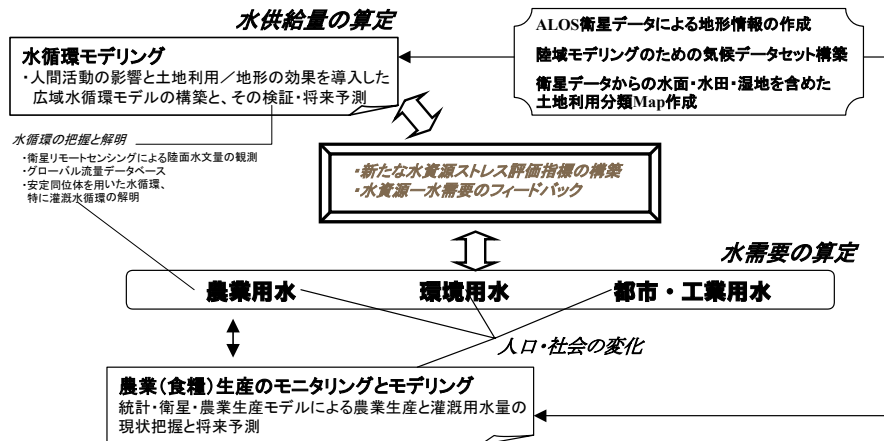 水供給量の算定
水循環モデリング
・人間活動の影響と土地利用／地形の効果を導入した
広域水循環モデルの構築と、その検証・将来予測
ALOS衛星データによる地形情報の作成
陸域モデリングのための気候データセット構築
衛星データからの水面・水田・湿地を含めた
土地利用分類Map作成
水循環の把握と解明
・衛星リモートセンシングによる陸面水文量の観測
・グローバル流量データベース
・安定同位体を用いた水循環、
特に灌漑水循環の解明
・新たな水資源ストレス評価指標の構築
・水資源ー水需要のフィードバック
水需要の算定
農業用水
環境用水
都市・工業用水
人口・社会の変化
農業（食糧）生産のモニタリングとモデリング
統計・衛星・農業生産モデルによる農業生産と灌漑用水量の
現状把握と将来予測